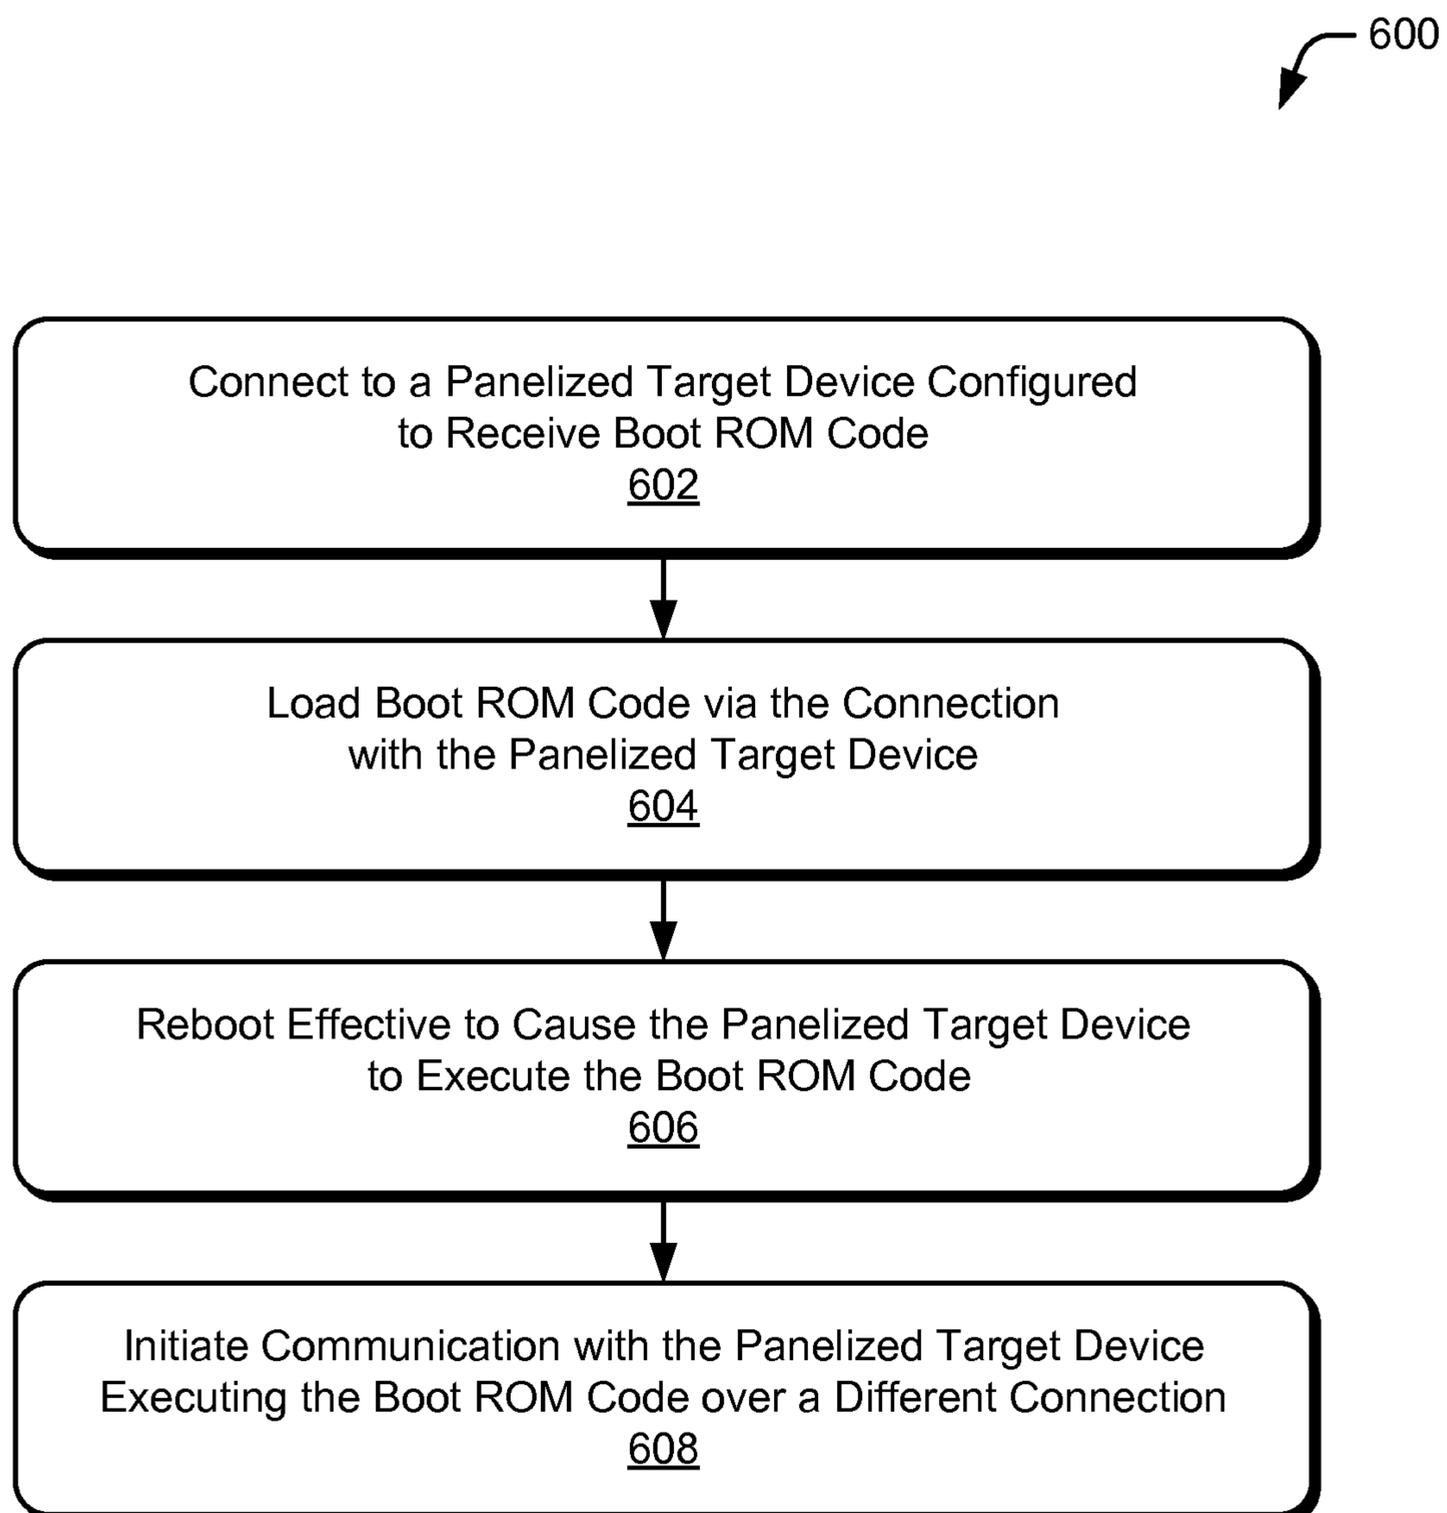 600
Connect to a Panelized Target Device Configured
to Receive Boot ROM Code
602
Load Boot ROM Code via the Connection
with the Panelized Target Device
604
Reboot Effective to Cause the Panelized Target Device
to Execute the Boot ROM Code
606
Initiate Communication with the Panelized Target Device
Executing the Boot ROM Code over a Different Connection
608